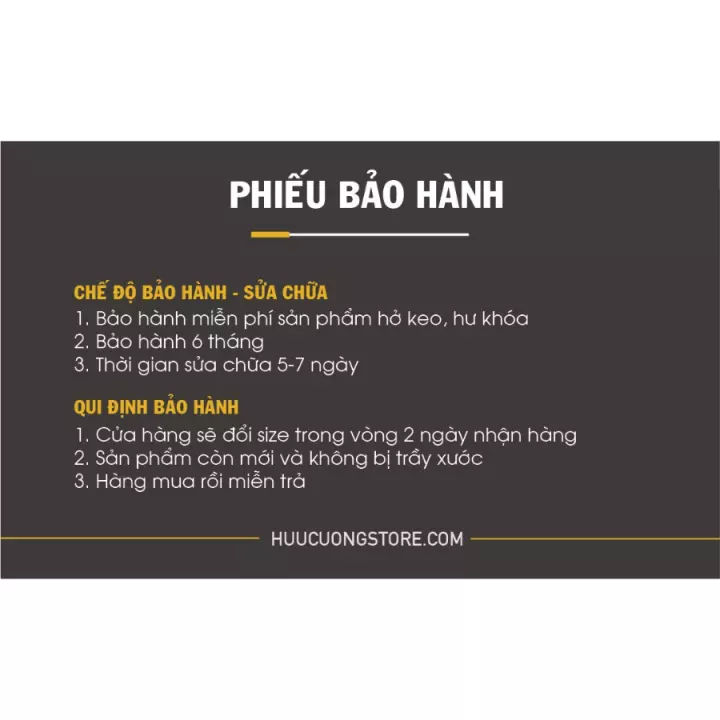 PHIẾU BẢO HÀNH
CHẾ ĐỘ BẢO HÀNH - SỬA CHỮA
1. Bảo hành miễn phí sản phẩm hở keo, hư khóa
2. Bảo hành 6 tháng
3. Thời gian sửa chữa 5-7 ngày
QUI ĐỊNH BẢO HÀNH
1. Cửa hàng sẽ đổi size trong vòng 2 ngày nhận hàng
2. Sản phẩm còn mới và không bị trầy xước
3. Hàng mua rồi miễn trả
HUUCUONGSTORE.COM